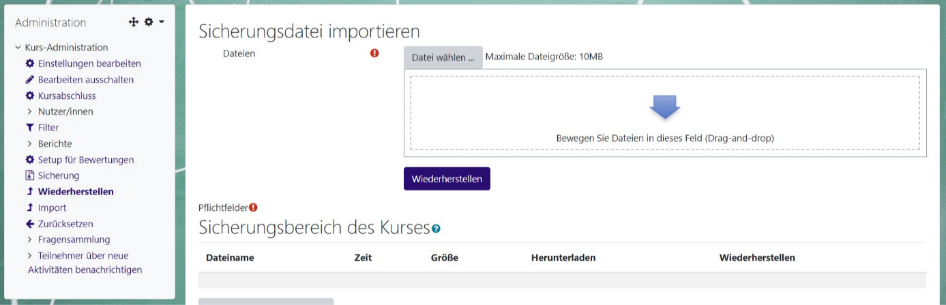 Administration
Kurs-Administration
Einstellungen bearbeiten
Bearbeiten ausschalten
Kursabschluss
Nutzer/innen
Filter
Berichte
Setup für Bewertungen
Sicherung
Wiederherstellen
Import
Zurücksetzen
Fragensammlung
Teilnehmer über neue
Aktivitäten benachrichtigen
Sicherungsdatei importieren
Dateien
Datei wählen ... Maximale Dateigröße: 10MB
Bewegen Sie Dateien in dieses Feld (Drag-and-drop)
Wiederherstellen
Pflichtfelder
Sicherungsbereich des Kurses
Dateiname Zeit Größe Herunterladen Wiederherstellen